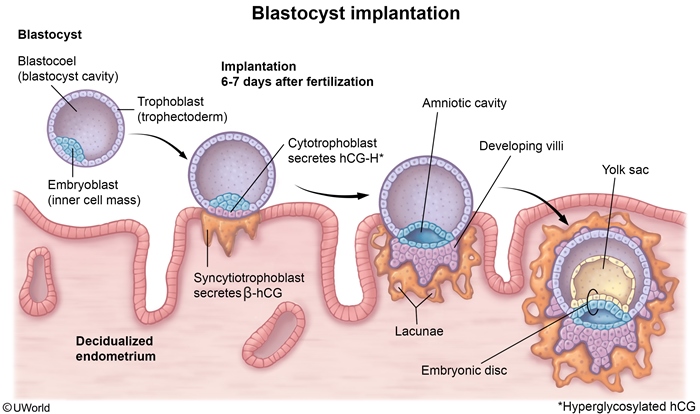 Blastocyst implantation
Blastocyst
Blastocoel
(blastocyst cavity)
Trophoblast
(trophectoderm)
Embryoblast
(inner cell mass)
Implantation
6-7 days after fertilization
Cytotrophoblast
secretes hCG-H*
Syncytiotrophoblast
secretes β-hCG
Amniotic cavity
Developing villi
Lacunae
Yolk sac
Embryonic disc
Decidualized
endometrium
©UWorld
*Hyperglycosylated hCG